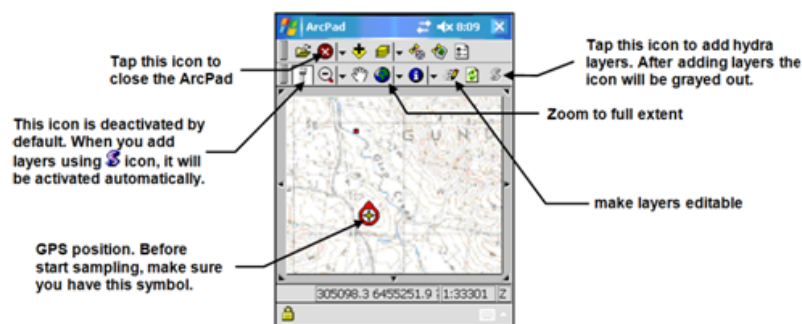 ArcPad 8:09
Tap this icon to
close the ArcPad
Tap this icon to add hydra
layers. After adding layers the
icon will be grayed out.
Zoom to full extent
This icon is deactivated by
default. When you add
layers using S icon, it will
be activated automatically.
G U N D
make layers editable
GPS position. Before
start sampling, make sure
you have this symbol.
305098.3 6455251.9 1:33301 Z